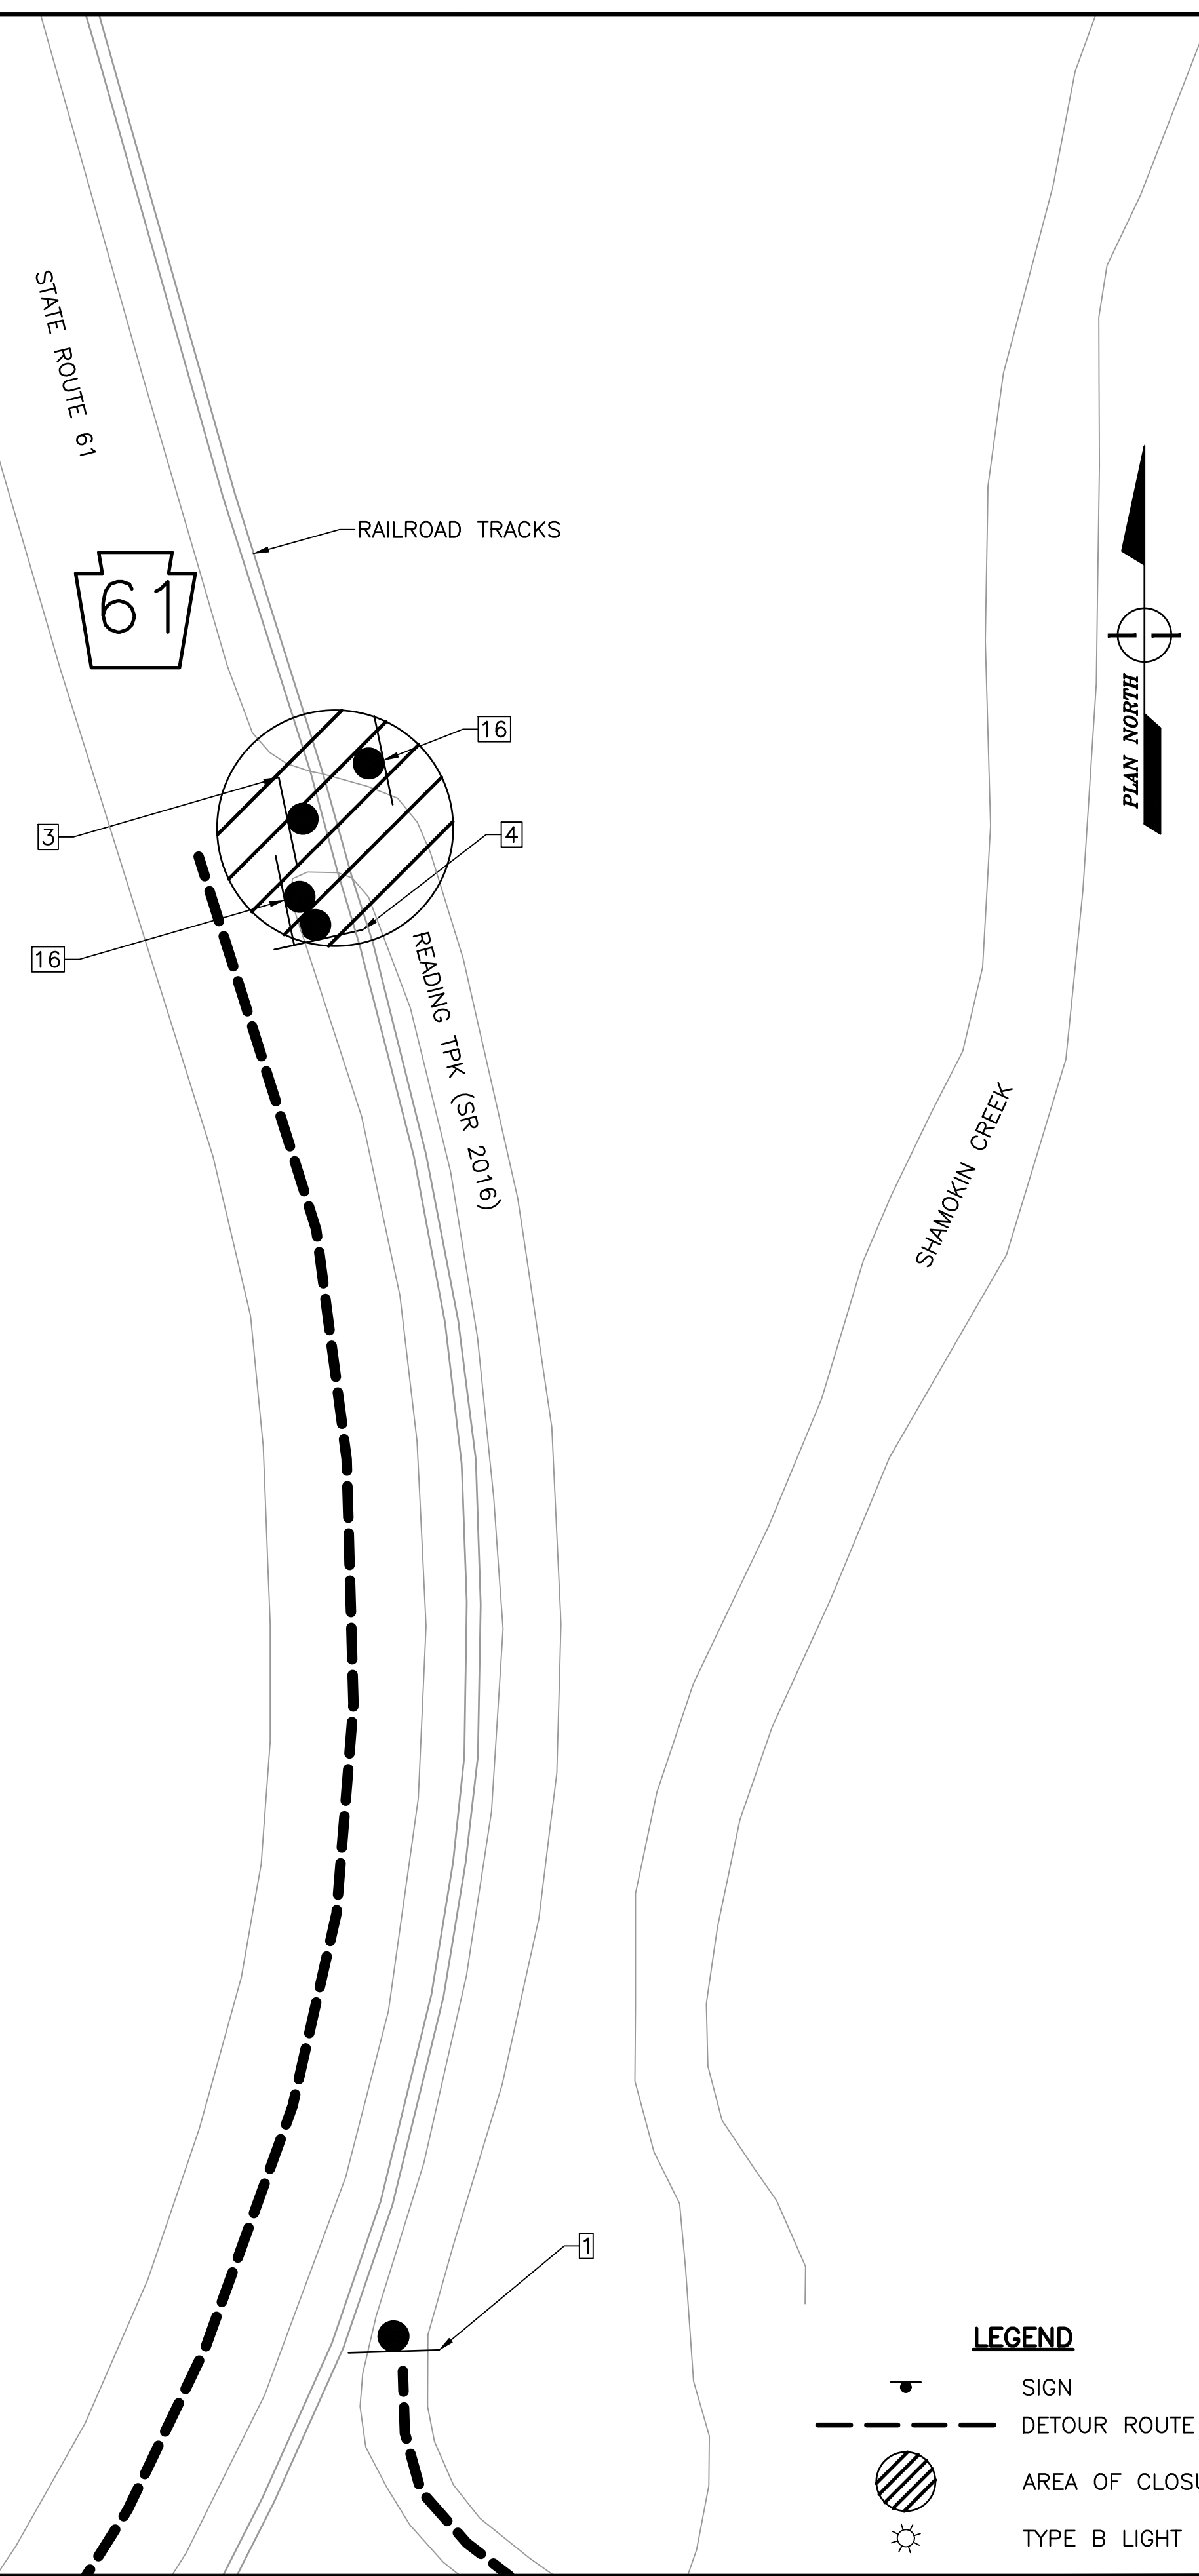 STATE ROUTE 61
RAILROAD TRACKS
61
16
3
4
PLAN NORTH
16
READING TPK (SR 2016)
SHAMOKIN CREEK
1
LEGEND
SIGN
DETOUR ROUTE
AREA OF
TYPE B LIGHT